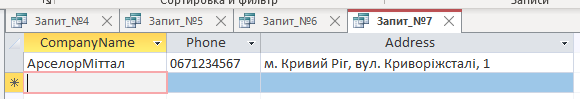 Сортировка и фильтр Записи
Запит_№4 Запит_№5 Запит_№6 Запит_№7
CompanyName Phone Address
АрселорМіттал 0671234567 м. Кривий Ріг, вул. Криворіжсталі, 1